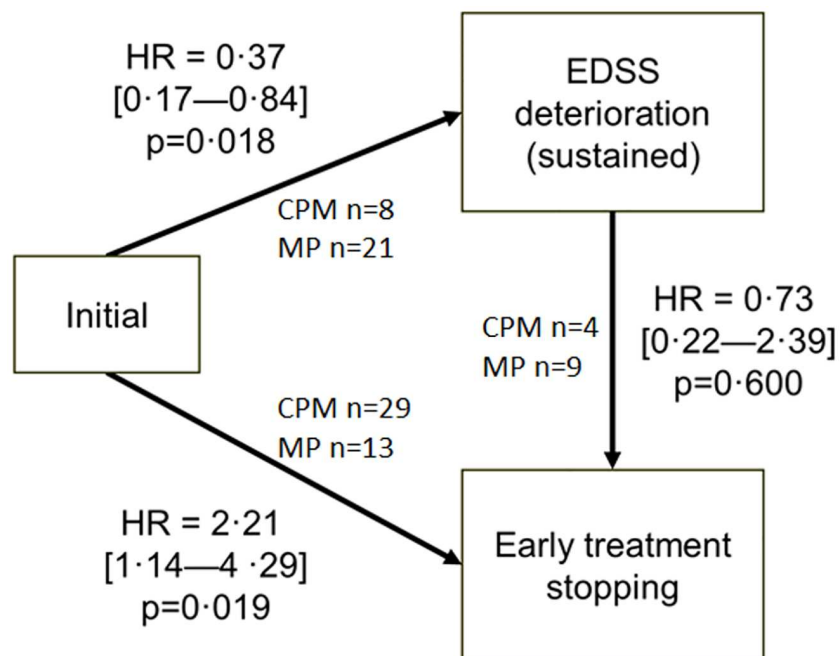 HR = 0·37
[0·17—0·84]
p=0·018
EDSS
deterioration
(sustained)
CPM n=8
MP n=21
Initial
CPM n=4
MP n=9
HR = 0·73
[0·22—2·39]
p=0·600
CPM n=29
MP n=13
HR = 2·21
[1·14—4 ·29]
p=0·019
Early treatment
stopping